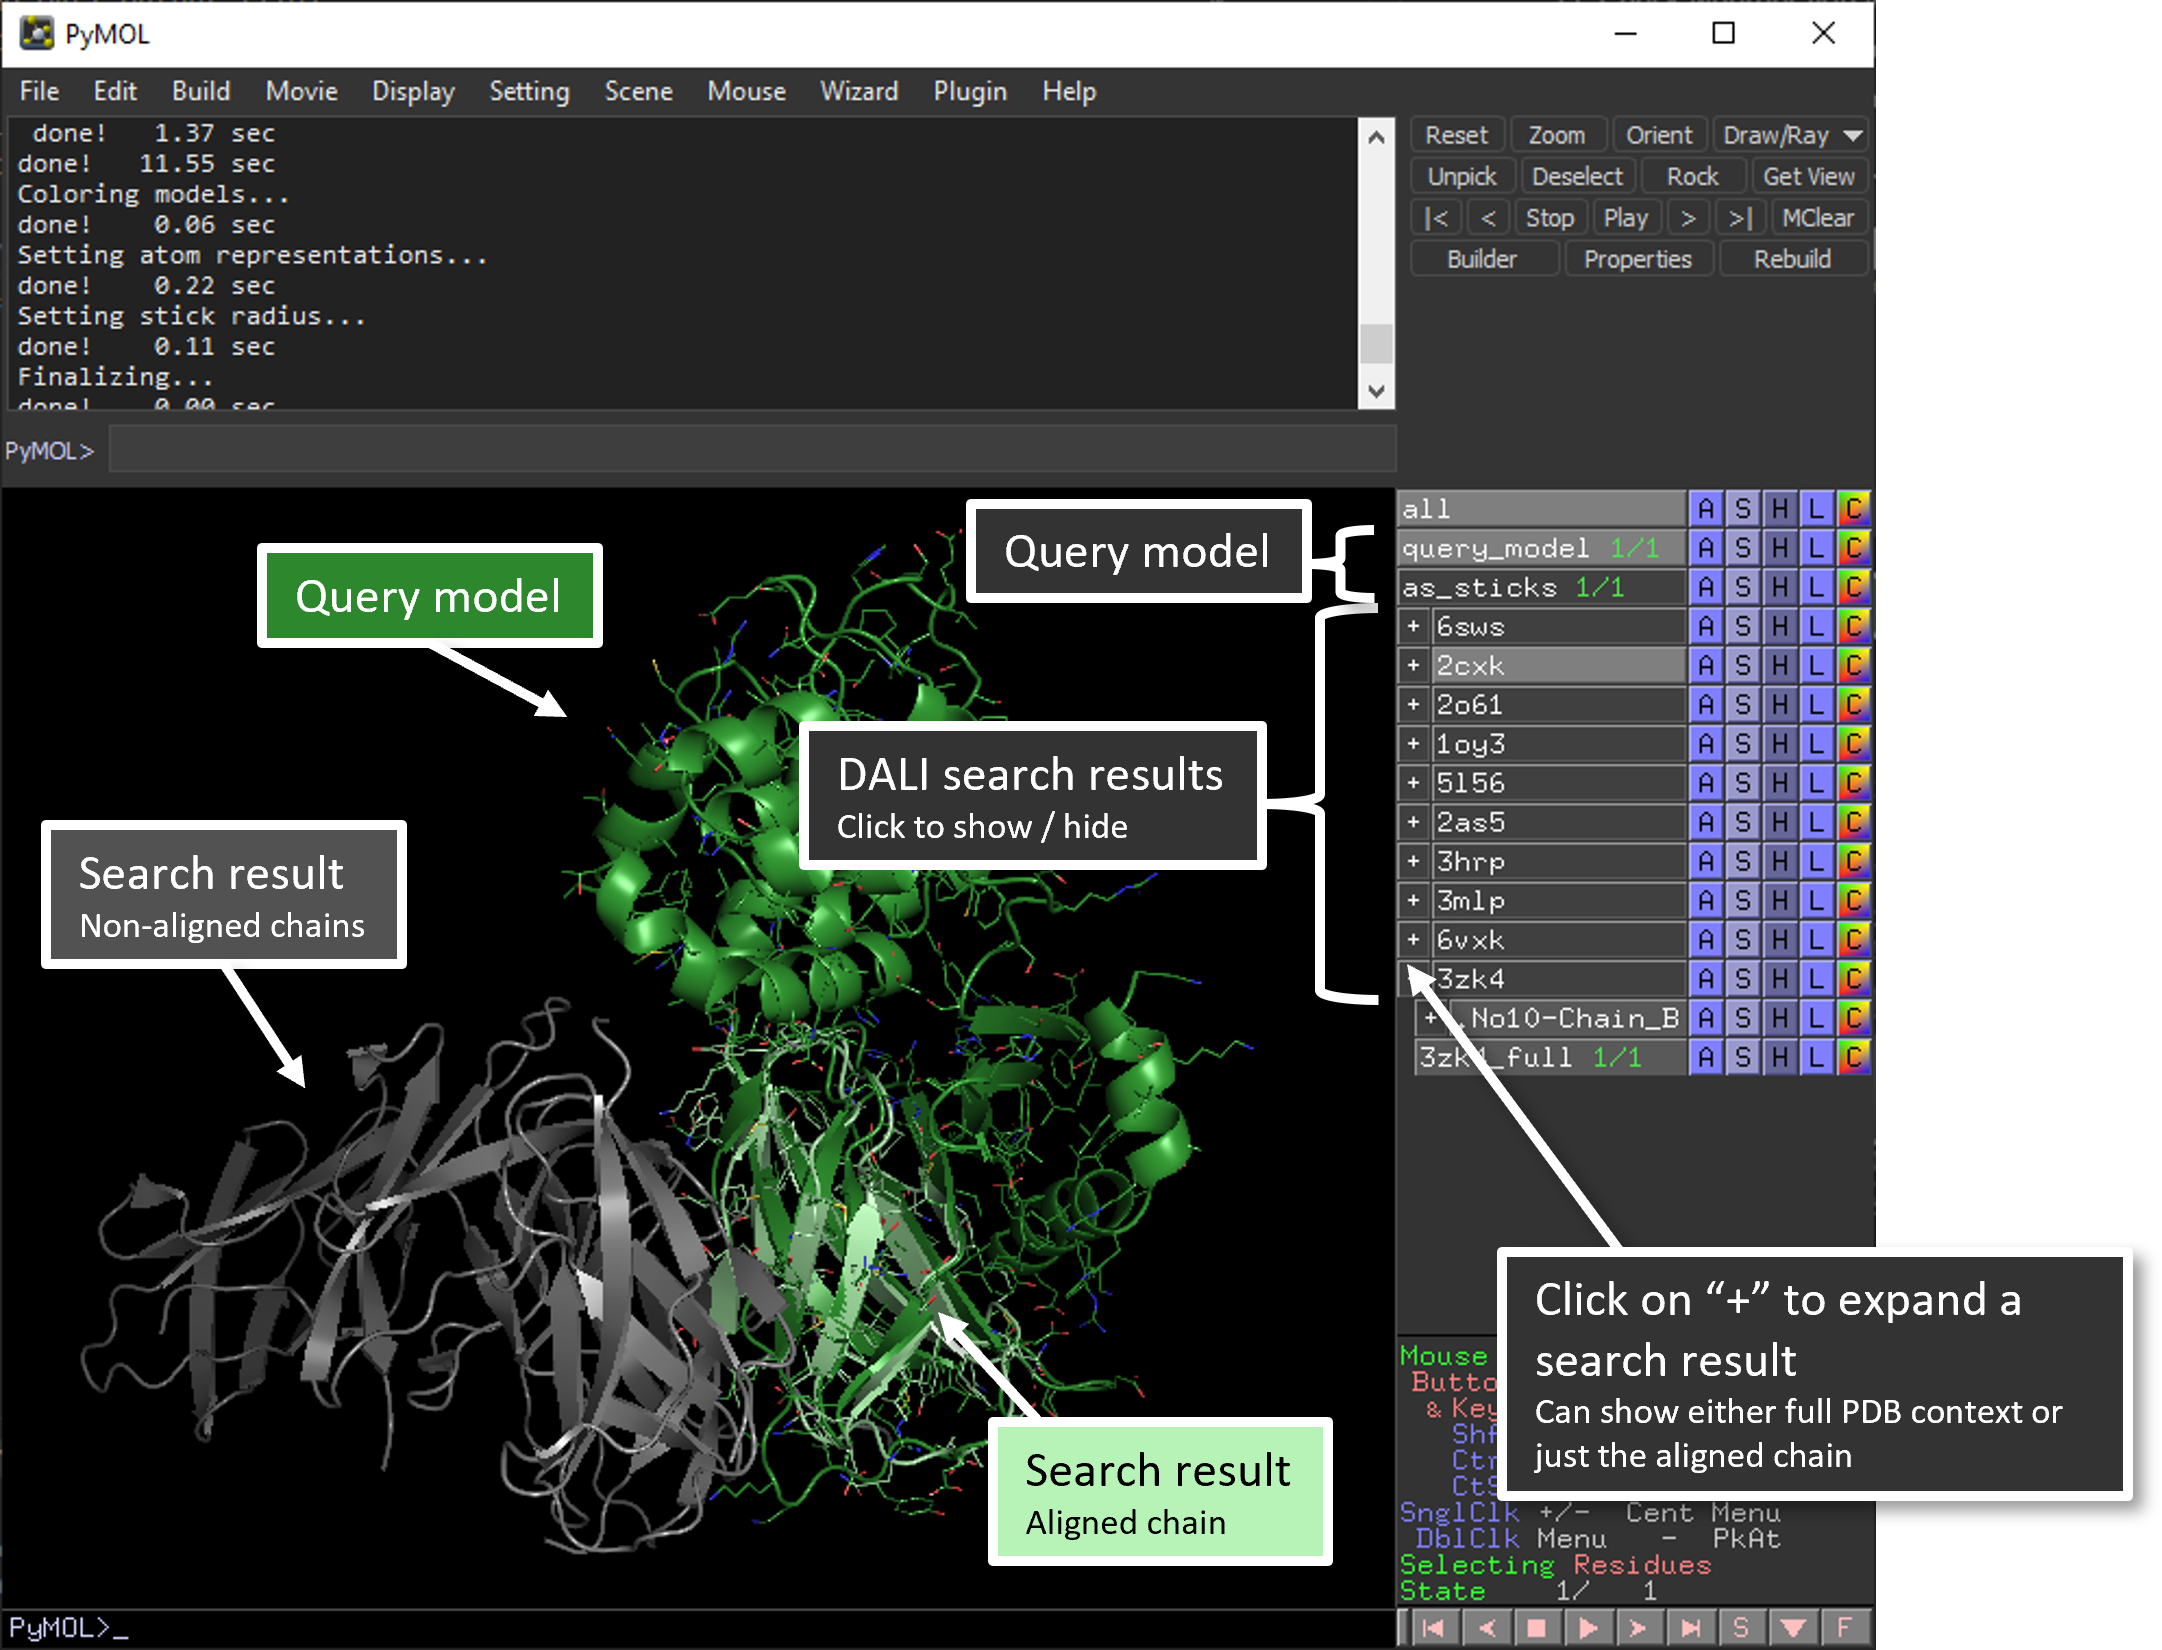 PyMOL
File Edit Build Movie Display Setting Scene Mouse Wizard Plugin Help
done! 1.37 sec
done! 11.55 sec
Coloring models...
done! 0.06 sec
Setting atom representations...
done! 0.22 sec
Setting stick radius...
done! 0.11 sec
Finalizing...
done! 0.00 sec
PyMOL>
Reset Zoom Orient Draw/Ray
Unpick Deselect Rock Get View
|< < Stop Play > >| MClear
Builder Properties Rebuild
Query model
Query model
DALI search results
Click to show / hide
Search result
Non-aligned chains
Search result
Aligned chain
all A S H L C
query_model 1/1 A S H L C
as_sticks 1/1 A S H L C
+ 6sws A S H L C
+ 2cxk A S H L C
+ 2o61 A S H L C
+ 1oy3 A S H L C
+ 5l56 A S H L C
+ 2as5 A S H L C
+ 3hrp A S H L C
+ 3mlp A S H L C
+ 6vxk A S H L C
3zk4 A S H L C
+ .No10-Chain_B A S H L C
_full 1/1 A S H L C
Click on “+” to expand a
search result
Can show either full PDB context or
just the aligned chain
Mouse
Butto
& Key
Shf
Ctr
CtS
SnglClk +/- Cent Menu
DblClk Menu - PkAt
Selecting Residues
State 1/ 1
PyMOL>_
S F